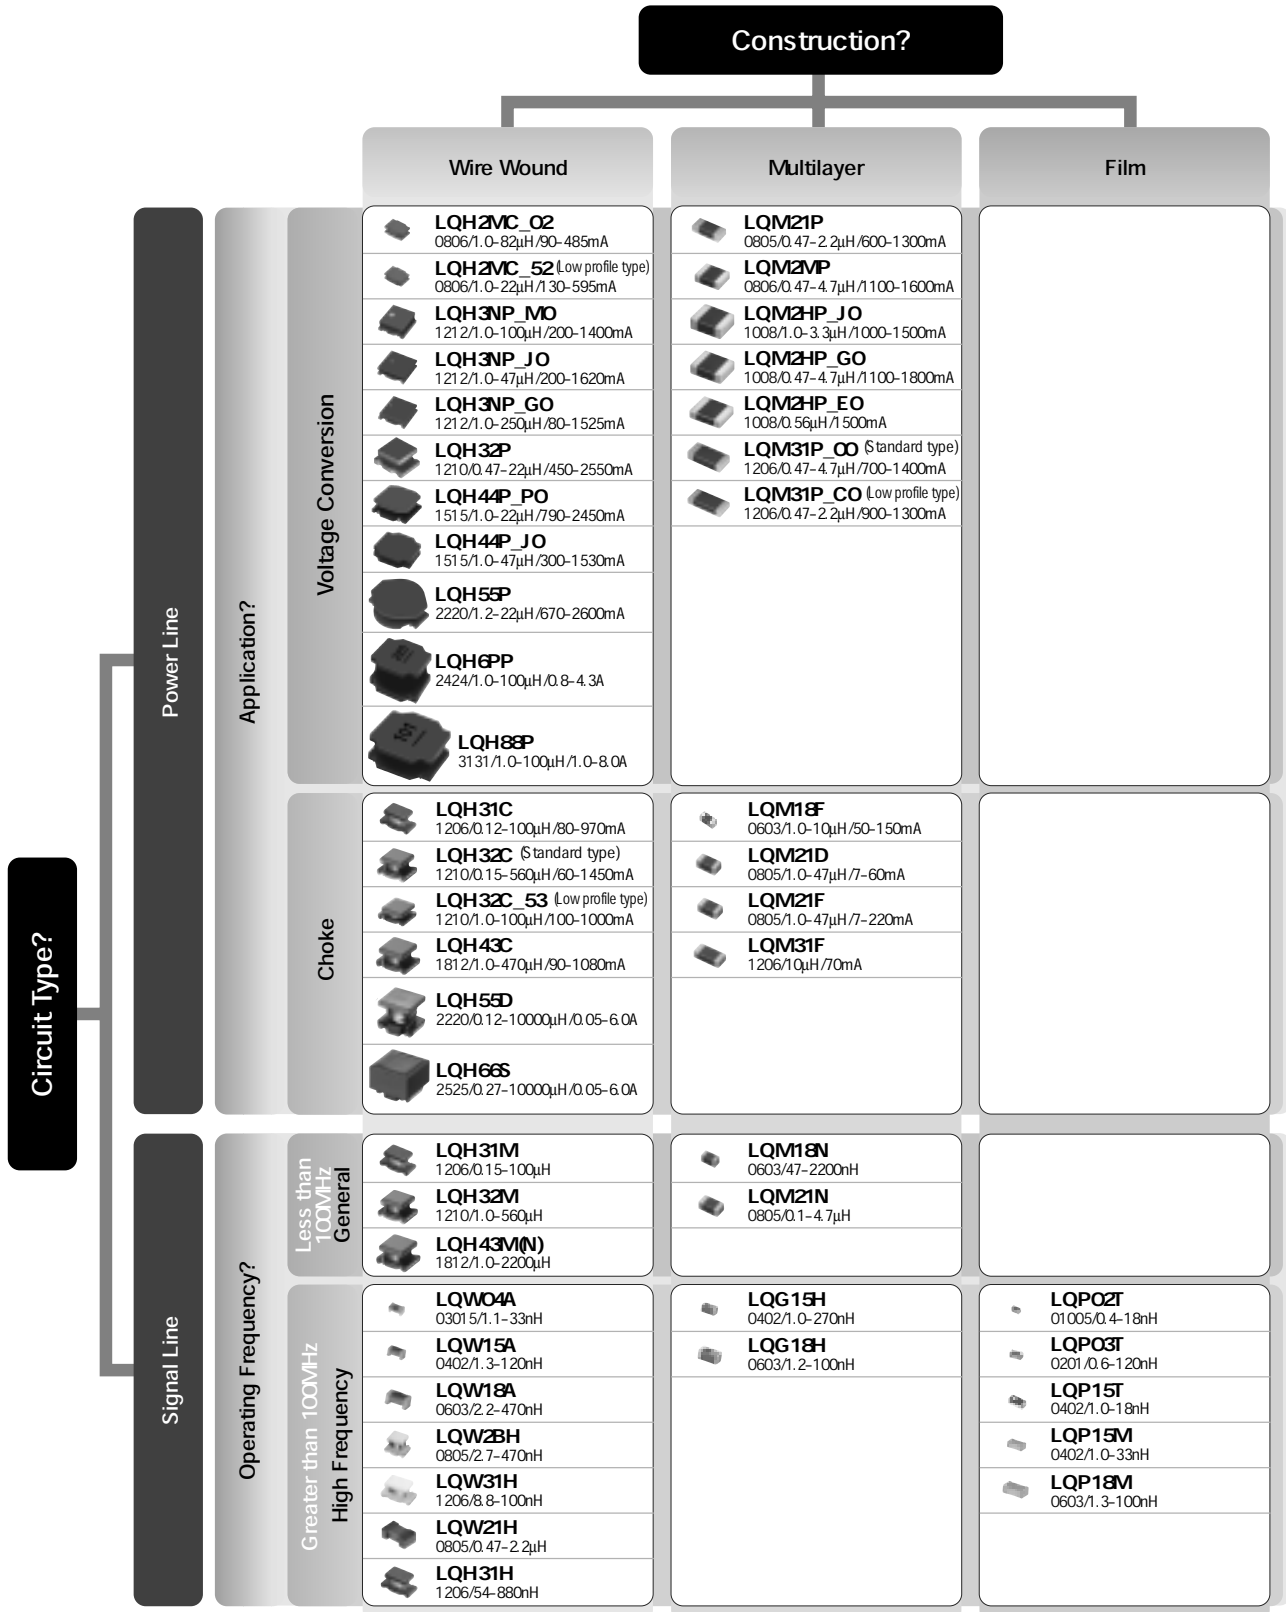 Construction?
Wire Wound
Multilayer
Film
Circuit Type?
Power Line
Application?
Voltage Conversion
LQH2MC_02
0806/1.0-82µH/90-485mA
LQH2MC_52 (Low profile type)
0806/1.0-22µH/130-595mA
LQH3NP_M0
1212/1.0-100µH/200-1400mA
LQH3NP_J0
1212/1.0-47µH/200-1620mA
LQH3NP_G0
1212/1.0-250µH/80-1525mA
LQH32P
1210/0.47-22µH/450-2550mA
LQH44P_P0
1515/1.0-22µH/790-2450mA
LQH44P_J0
1515/1.0-47µH/300-1530mA
LQH55P
2220/1.2-22µH/670-2600mA
LQH6PP
2424/1.0-100µH/0.8-4.3A
LQH88P
3131/1.0-100µH/1.0-8.0A
LQM21P
0805/0.47-2.2µH/600-1300mA
LQM2MP
0806/0.47-4.7µH/1100-1600mA
LQM2HP_J0
1008/1.0-3.3µH/1000-1500mA
LQM2HP_G0
1008/0.47-4.7µH/1100-1800mA
LQM2HP_E0
1008/0.56µH/1500mA
LQM31P_00 (Standard type)
1206/0.47-4.7µH/700-1400mA
LQM31P_C0 (Low profile type)
1206/0.47-2.2µH/900-1300mA
Choke
LQH31C
1206/0.12-100µH/80-970mA
LQH32C (Standard type)
1210/0.15-560µH/60-1450mA
LQH32C_53 (Low profile type)
1210/1.0-100µH/100-1000mA
LQH43C
1812/1.0-470µH/90-1080mA
LQH55D
2220/0.12-10000µH/0.05-6.0A
LQH66S
2525/0.27-10000µH/0.05-6.0A
LQM18F
0603/1.0-10µH/50-150mA
LQM21D
0805/1.0-47µH/7-60mA
LQM21F
0805/1.0-47µH/7-220mA
LQM31F
1206/10µH/70mA
Signal Line
Operating Frequency?
Less than
100MHz
General
LQH31M
1206/0.15-100µH
LQH32M
1210/1.0-560µH
LQH43M(N)
1812/1.0-2200µH
LQM18N
0603/47-2200nH
LQM21N
0805/0.1-4.7µH
Greater than 100MHz
High Frequency
LQW04A
03015/1.1-33nH
LQW15A
0402/1.3-120nH
LQW18A
0603/2.2-470nH
LQW2BH
0805/2.7-470nH
LQW31H
1206/8.8-100nH
LQW21H
0805/0.47-2.2µH
LQH31H
1206/54-880nH
LQG15H
0402/1.0-270nH
LQG18H
0603/1.2-100nH
LQP02T
01005/0.4-18nH
LQP03T
0201/0.6-120nH
LQP15T
0402/1.0-18nH
LQP15M
0402/1.0-33nH
LQP18M
0603/1.3-100nH
101